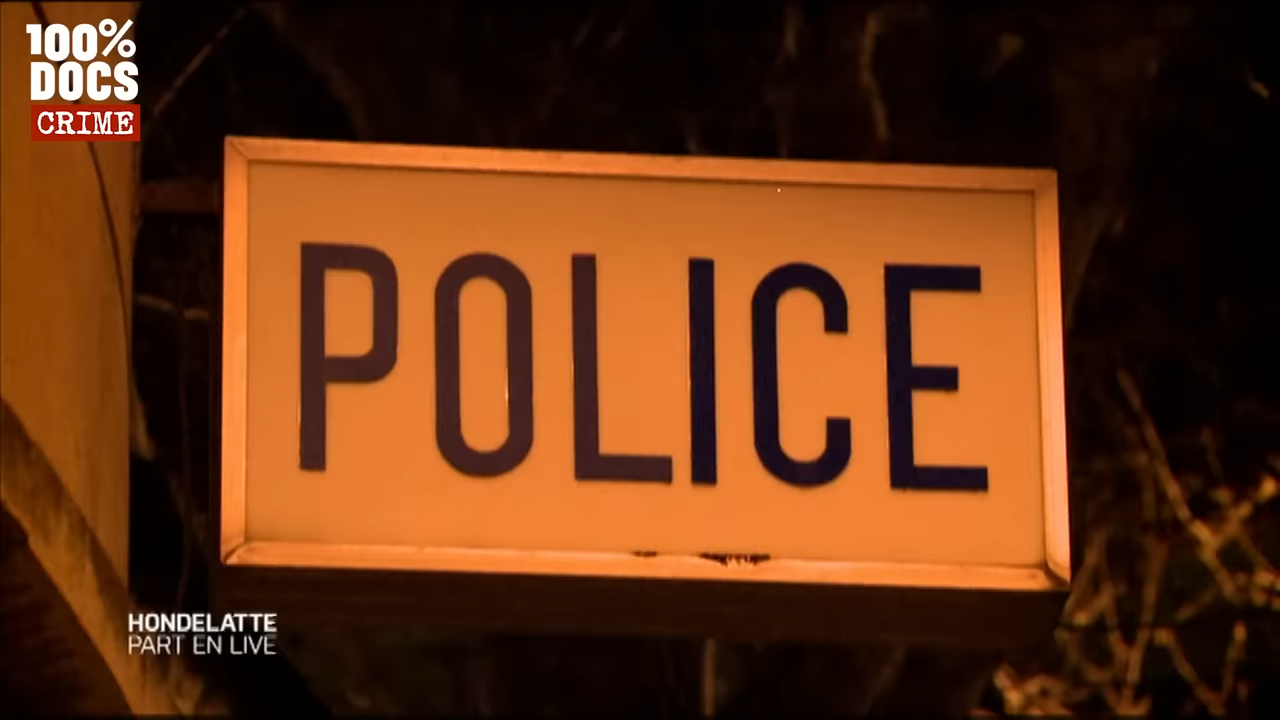 100%
DOCS
CRIME
POLICE
HONDELATTE
PART EN LIVE